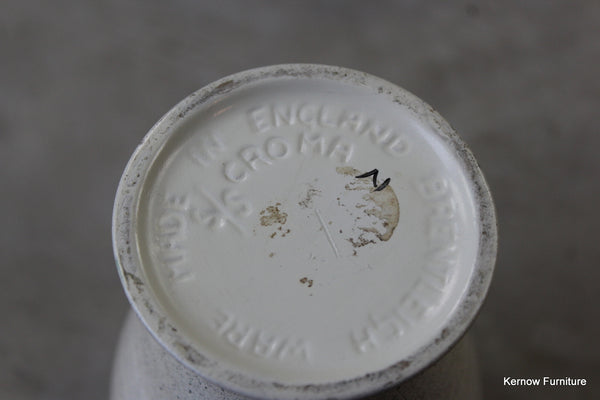 MADE IN ENGLAND BRENTLEIGH WARE
CROMA
N
Kernow Furniture